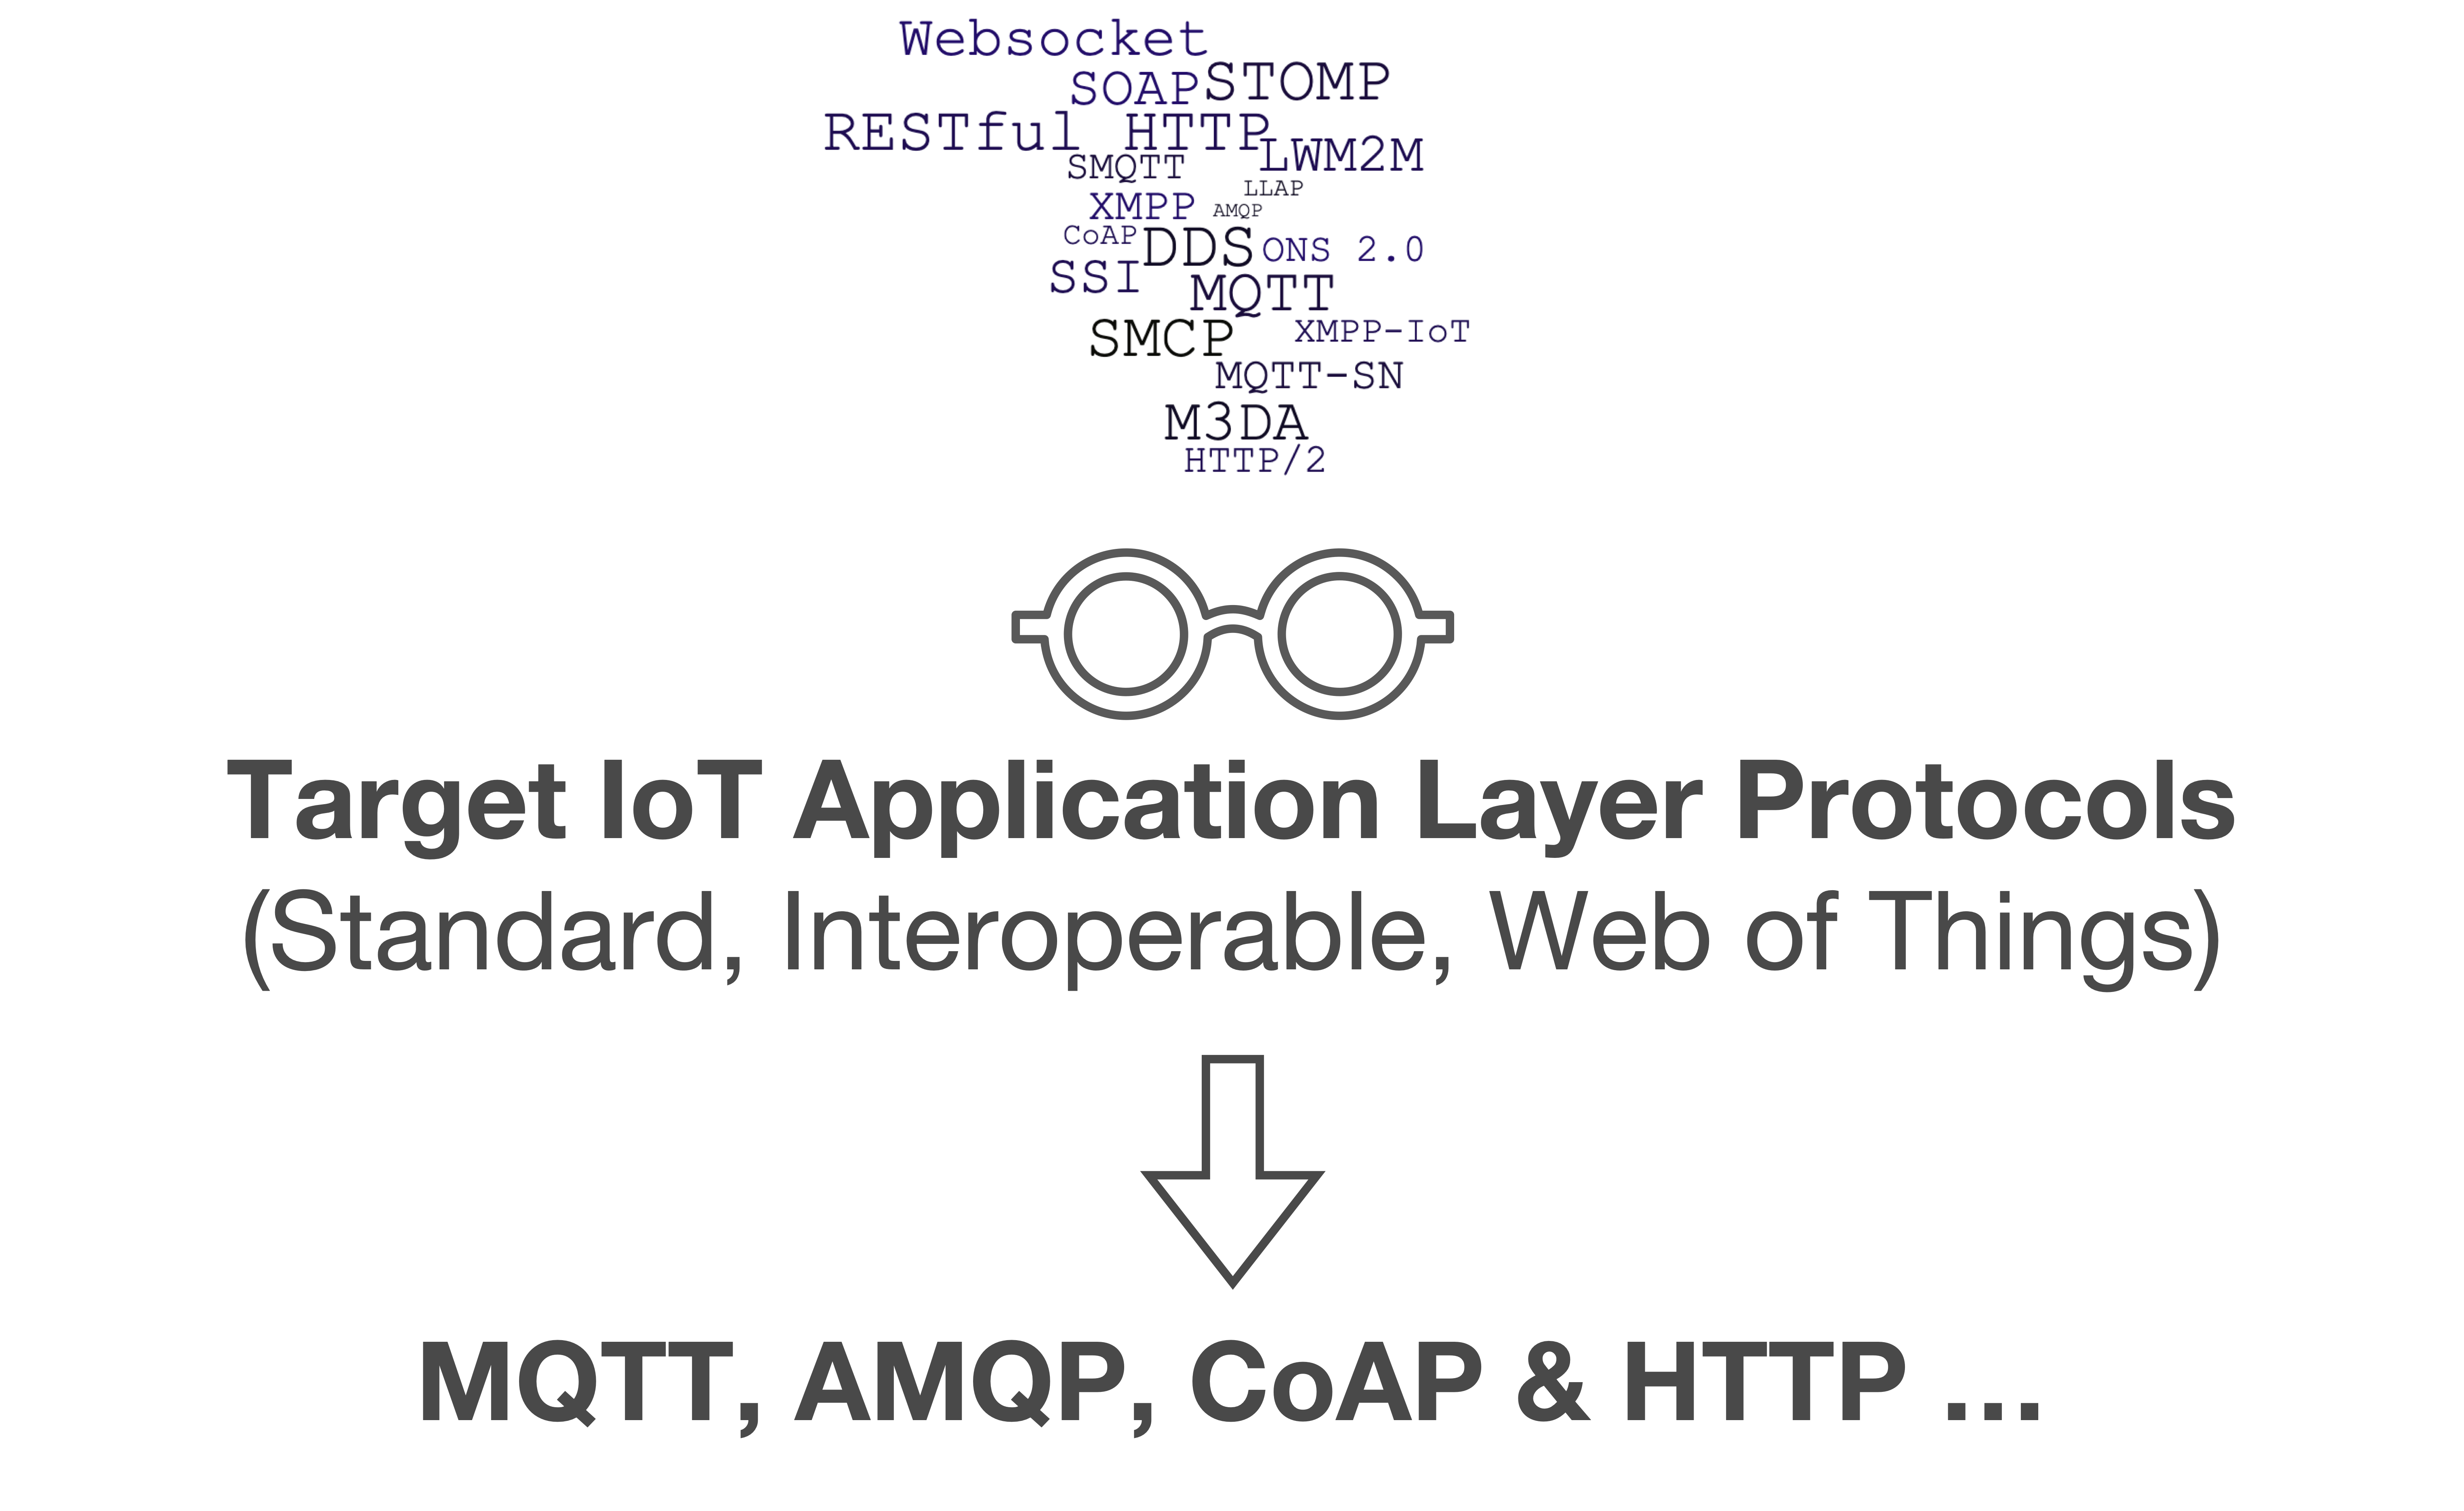 Websocket
SOAP STOMP
RESTful HTTP
LWM2M
SMQTT
LLAP
XMPP
AMQP
CoAP DDS ONS 2.0
SSI
MQTT
SMCP
XMPP-IoT
MQTT-SN
M3DA
HTTP/2
Target IoT Application Layer Protocols
(Standard, Interoperable, Web of Things)
MQTT, AMQP, CoAP & HTTP ...